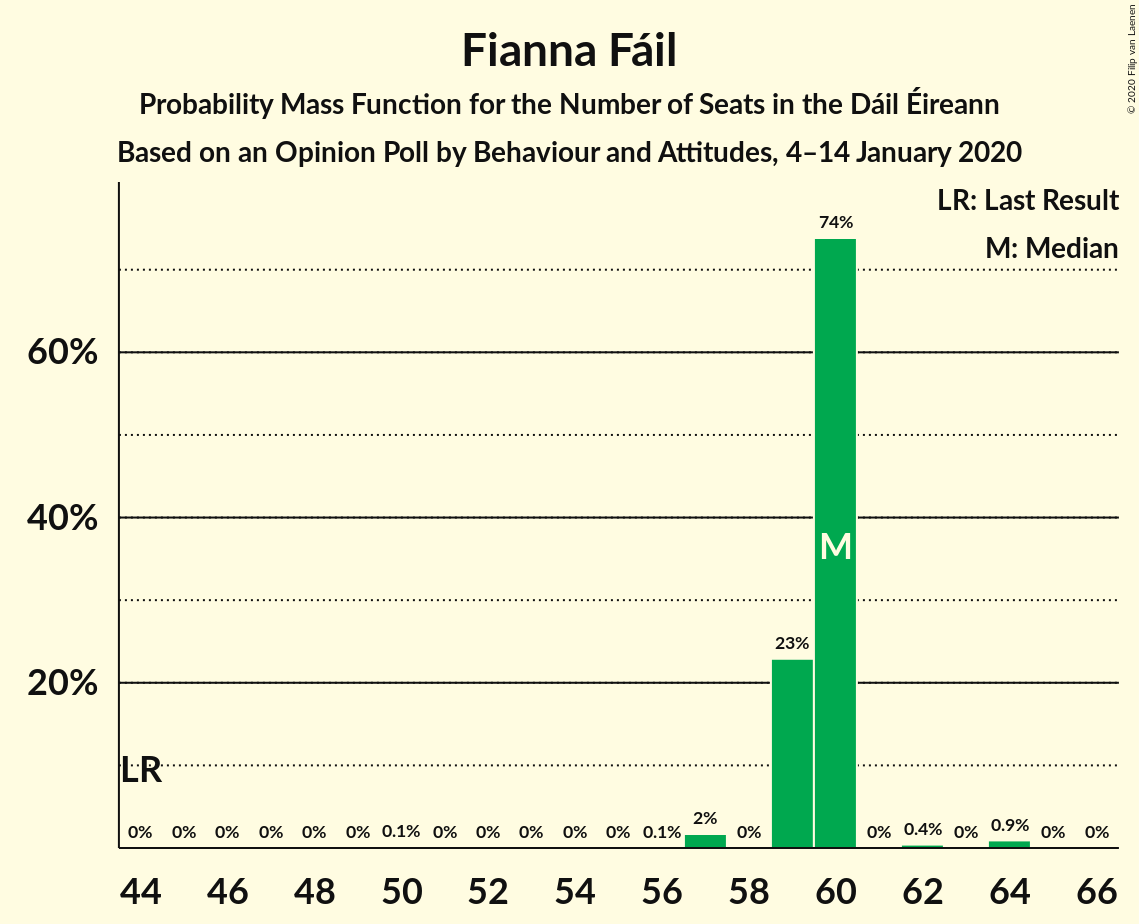 Fianna Fáil
Probability Mass Function for the Number of Seats in the Dáil Éireann
Based on an Opinion Poll by Behaviour and Attitudes, 4–14 January 2020
© 2020 Filip van Laenen
LR: Last Result
M: Median
74%
60%
40%
M
23%
20%
LR
0% 0% 0% 0% 0% 0% 0.1% 0% 0% 0% 0% 0% 0.1% 2% 0% 0% 0.4% 0% 0.9% 0% 0%
44 46 48 50 52 54 56 58 60 62 64 66